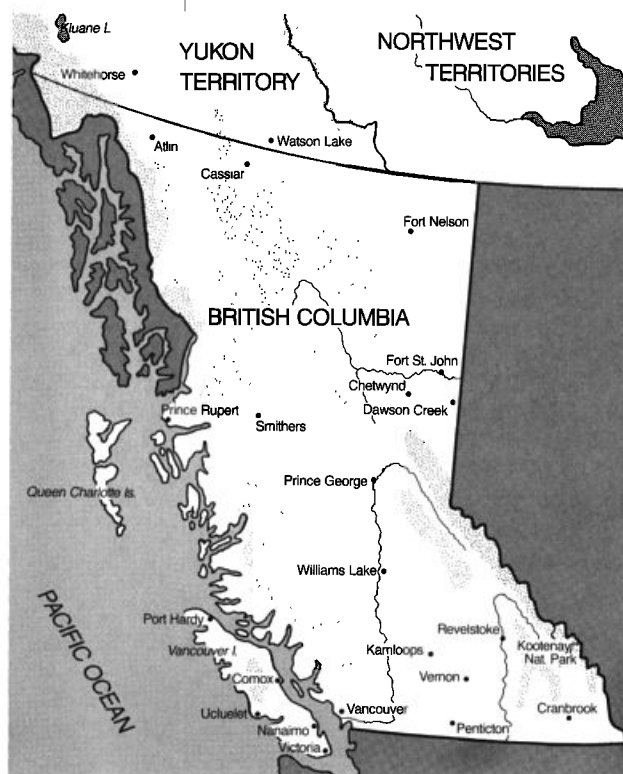 Kluane L.
YUKON
TERRITORY
NORTHWEST
TERRITORIES
Whitehorse
Atlin
Watson Lake
Cassiar
Fort Nelson
BRITISH COLUMBIA
Fort St. John
Chetwynd
Dawson Creek
Prince Rupert
Smithers
Queen Charlotte Is.
Prince George
Williams Lake
PACIFIC OCEAN
Port Hardy
Vancouver I.
Revelstoke
Kamloops
Kootenay
Nat. Park
Vernon
Comox
Ucluelet
Vancouver
Cranbrook
Penticton
Nanaimo
Victoria